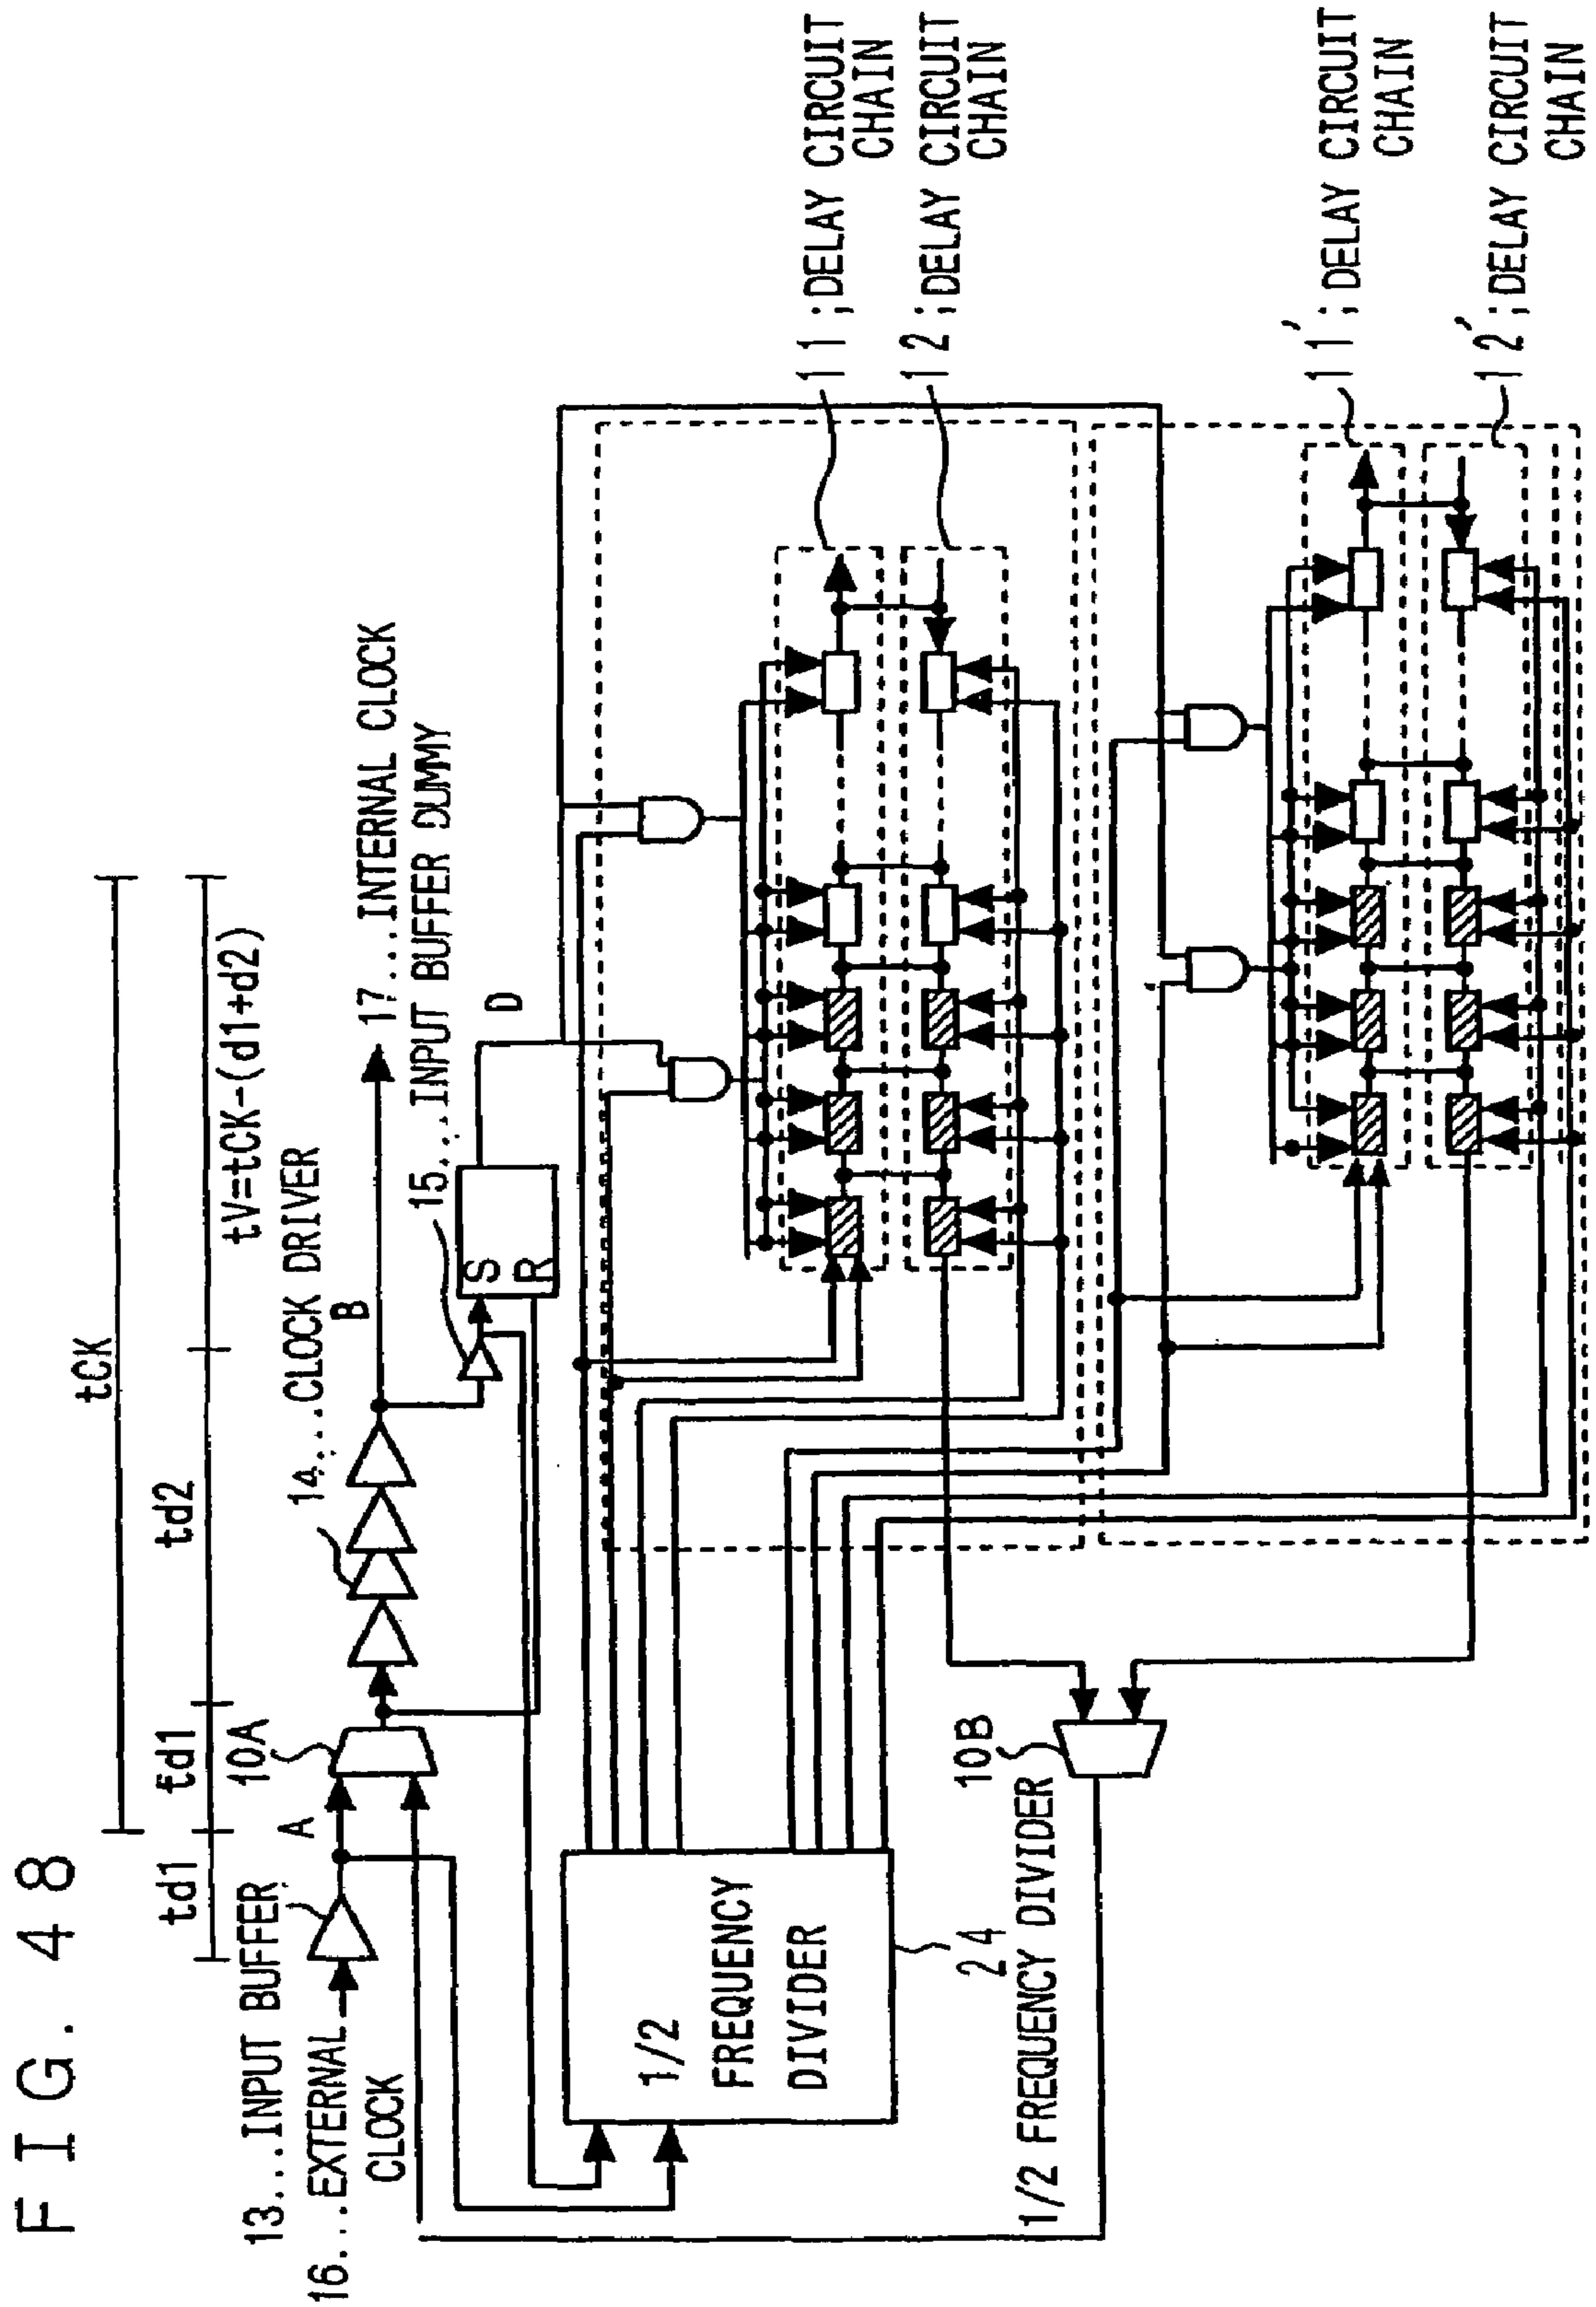 FIG. 48
tCK
td1
td1
td2
tV=tCK-(d1+d2)
13...INPUT BUFFER
A
10A
14....CLOCK DRIVER
B
17...INTERNAL CLOCK
16...EXTERNAL
CLOCK
15...INPUT BUFFER DUMMY
S
R
D
1/2
FREQUENCY
DIVIDER
24
1/2 FREQUENCY DIVIDER
10B
11;DELAY CIRCUIT
CHAIN
12;DELAY CIRCUIT
CHAIN
11';DELAY CIRCUIT
CHAIN
12';DELAY CIRCUIT
CHAIN